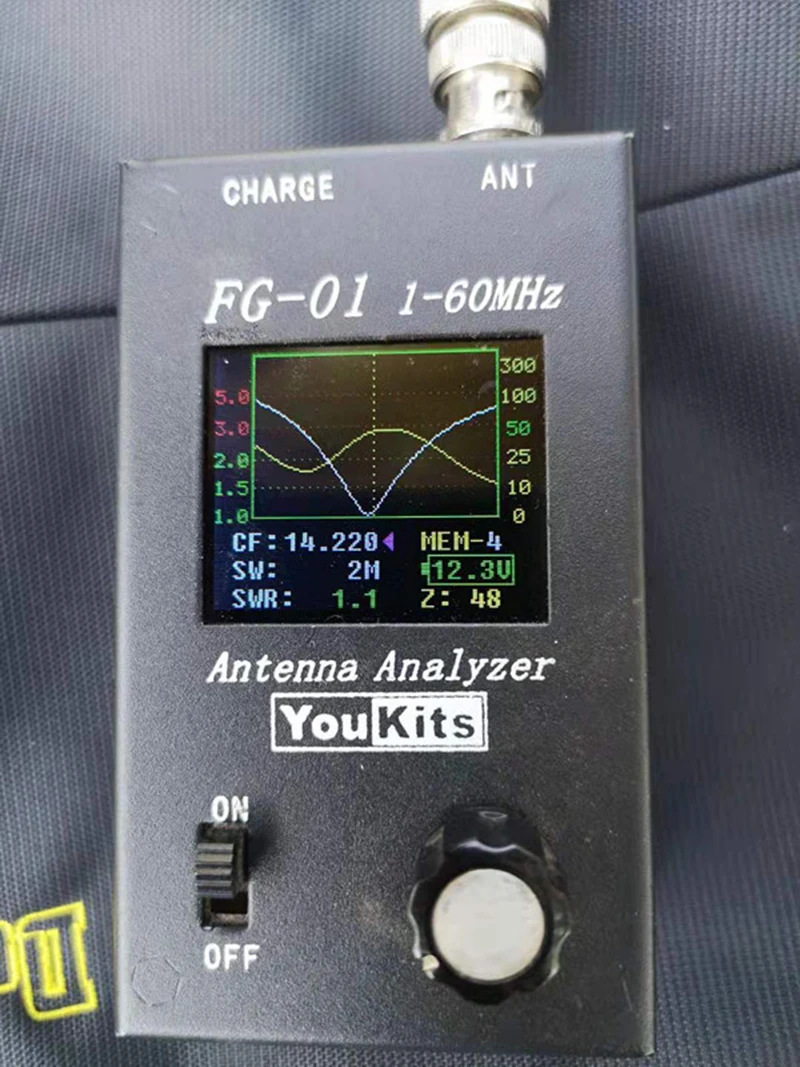 CHARGE ANT
FG-01 1-60MHz
300
5.0 100
3.0 50
2.0 25
1.5 10
1.0 0
CF:14.220 MEM-4
SW: 2M 12.3V
SWR: 1.1 Z: 48
Antenna Analyzer
YouKits
ON
OFF